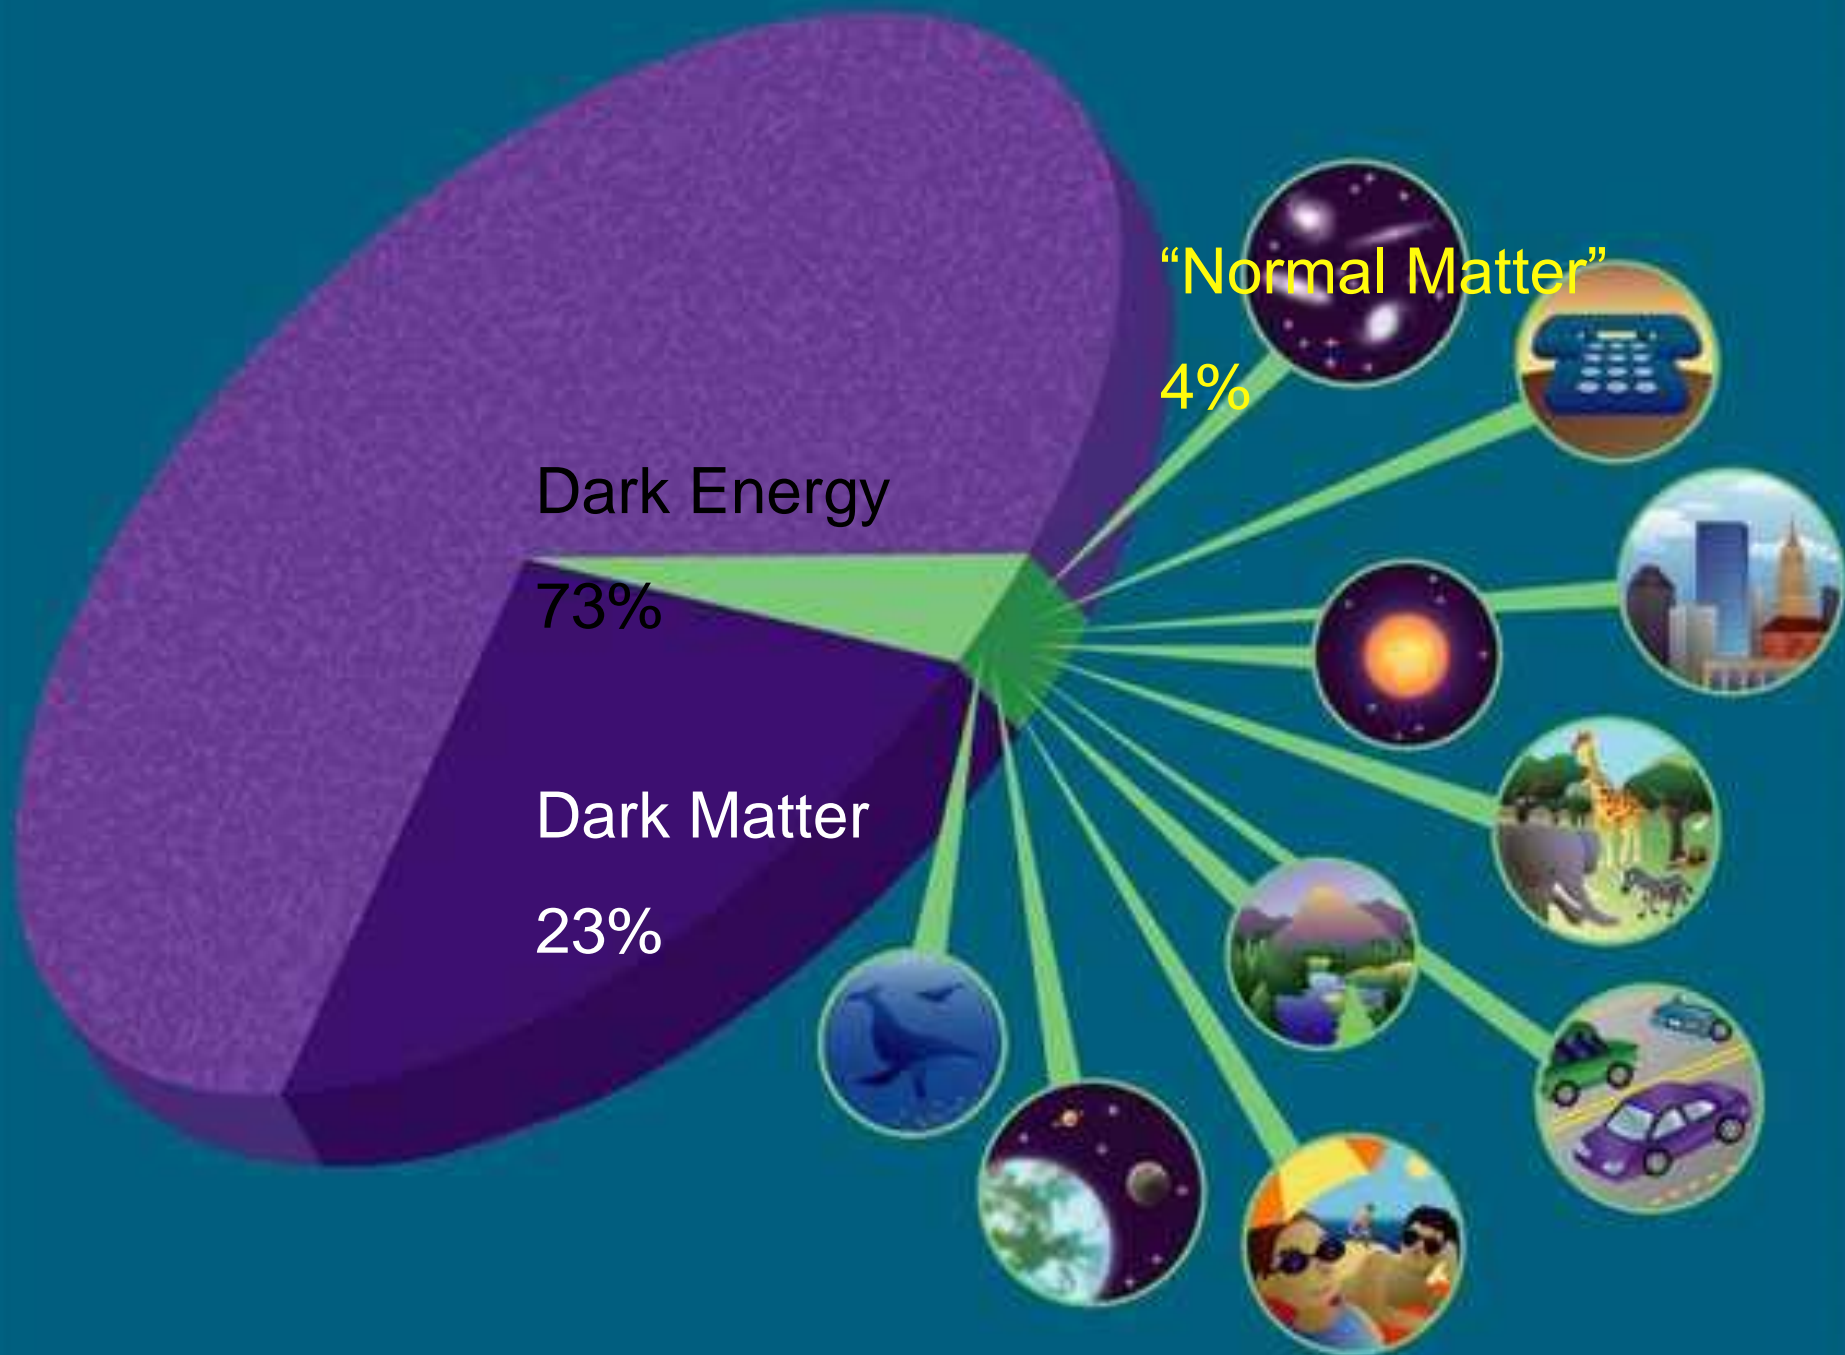 “Normal Matter”
4%
Dark Energy
73%
Dark Matter
23%